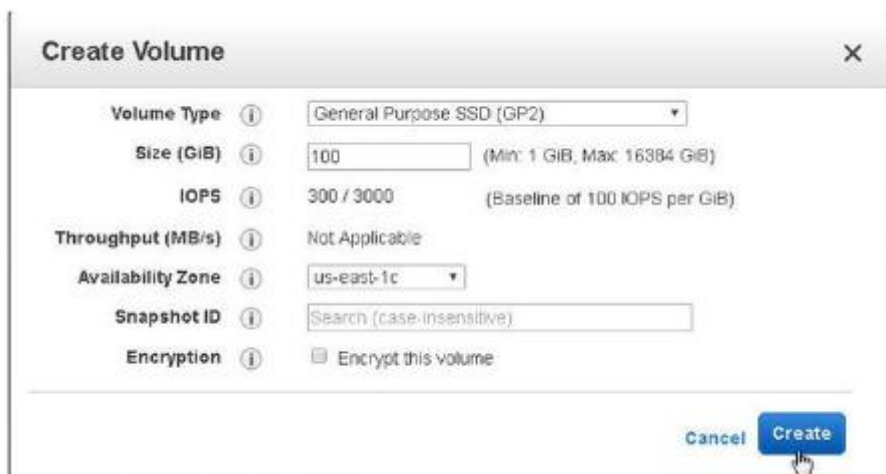 Create Volume
Volume Type General Purpose SSD (GP2)
Size (GiB) 100 (Min: 1 GiB, Max: 16384 GiB)
IOPS 300 / 3000 (Baseline of 100 IOPS per GiB)
Throughput (MB/s) Not Applicable
Availability Zone us-east-1c
Snapshot ID Search (case-insensitive)
Encryption Encrypt this volume
Cancel Create